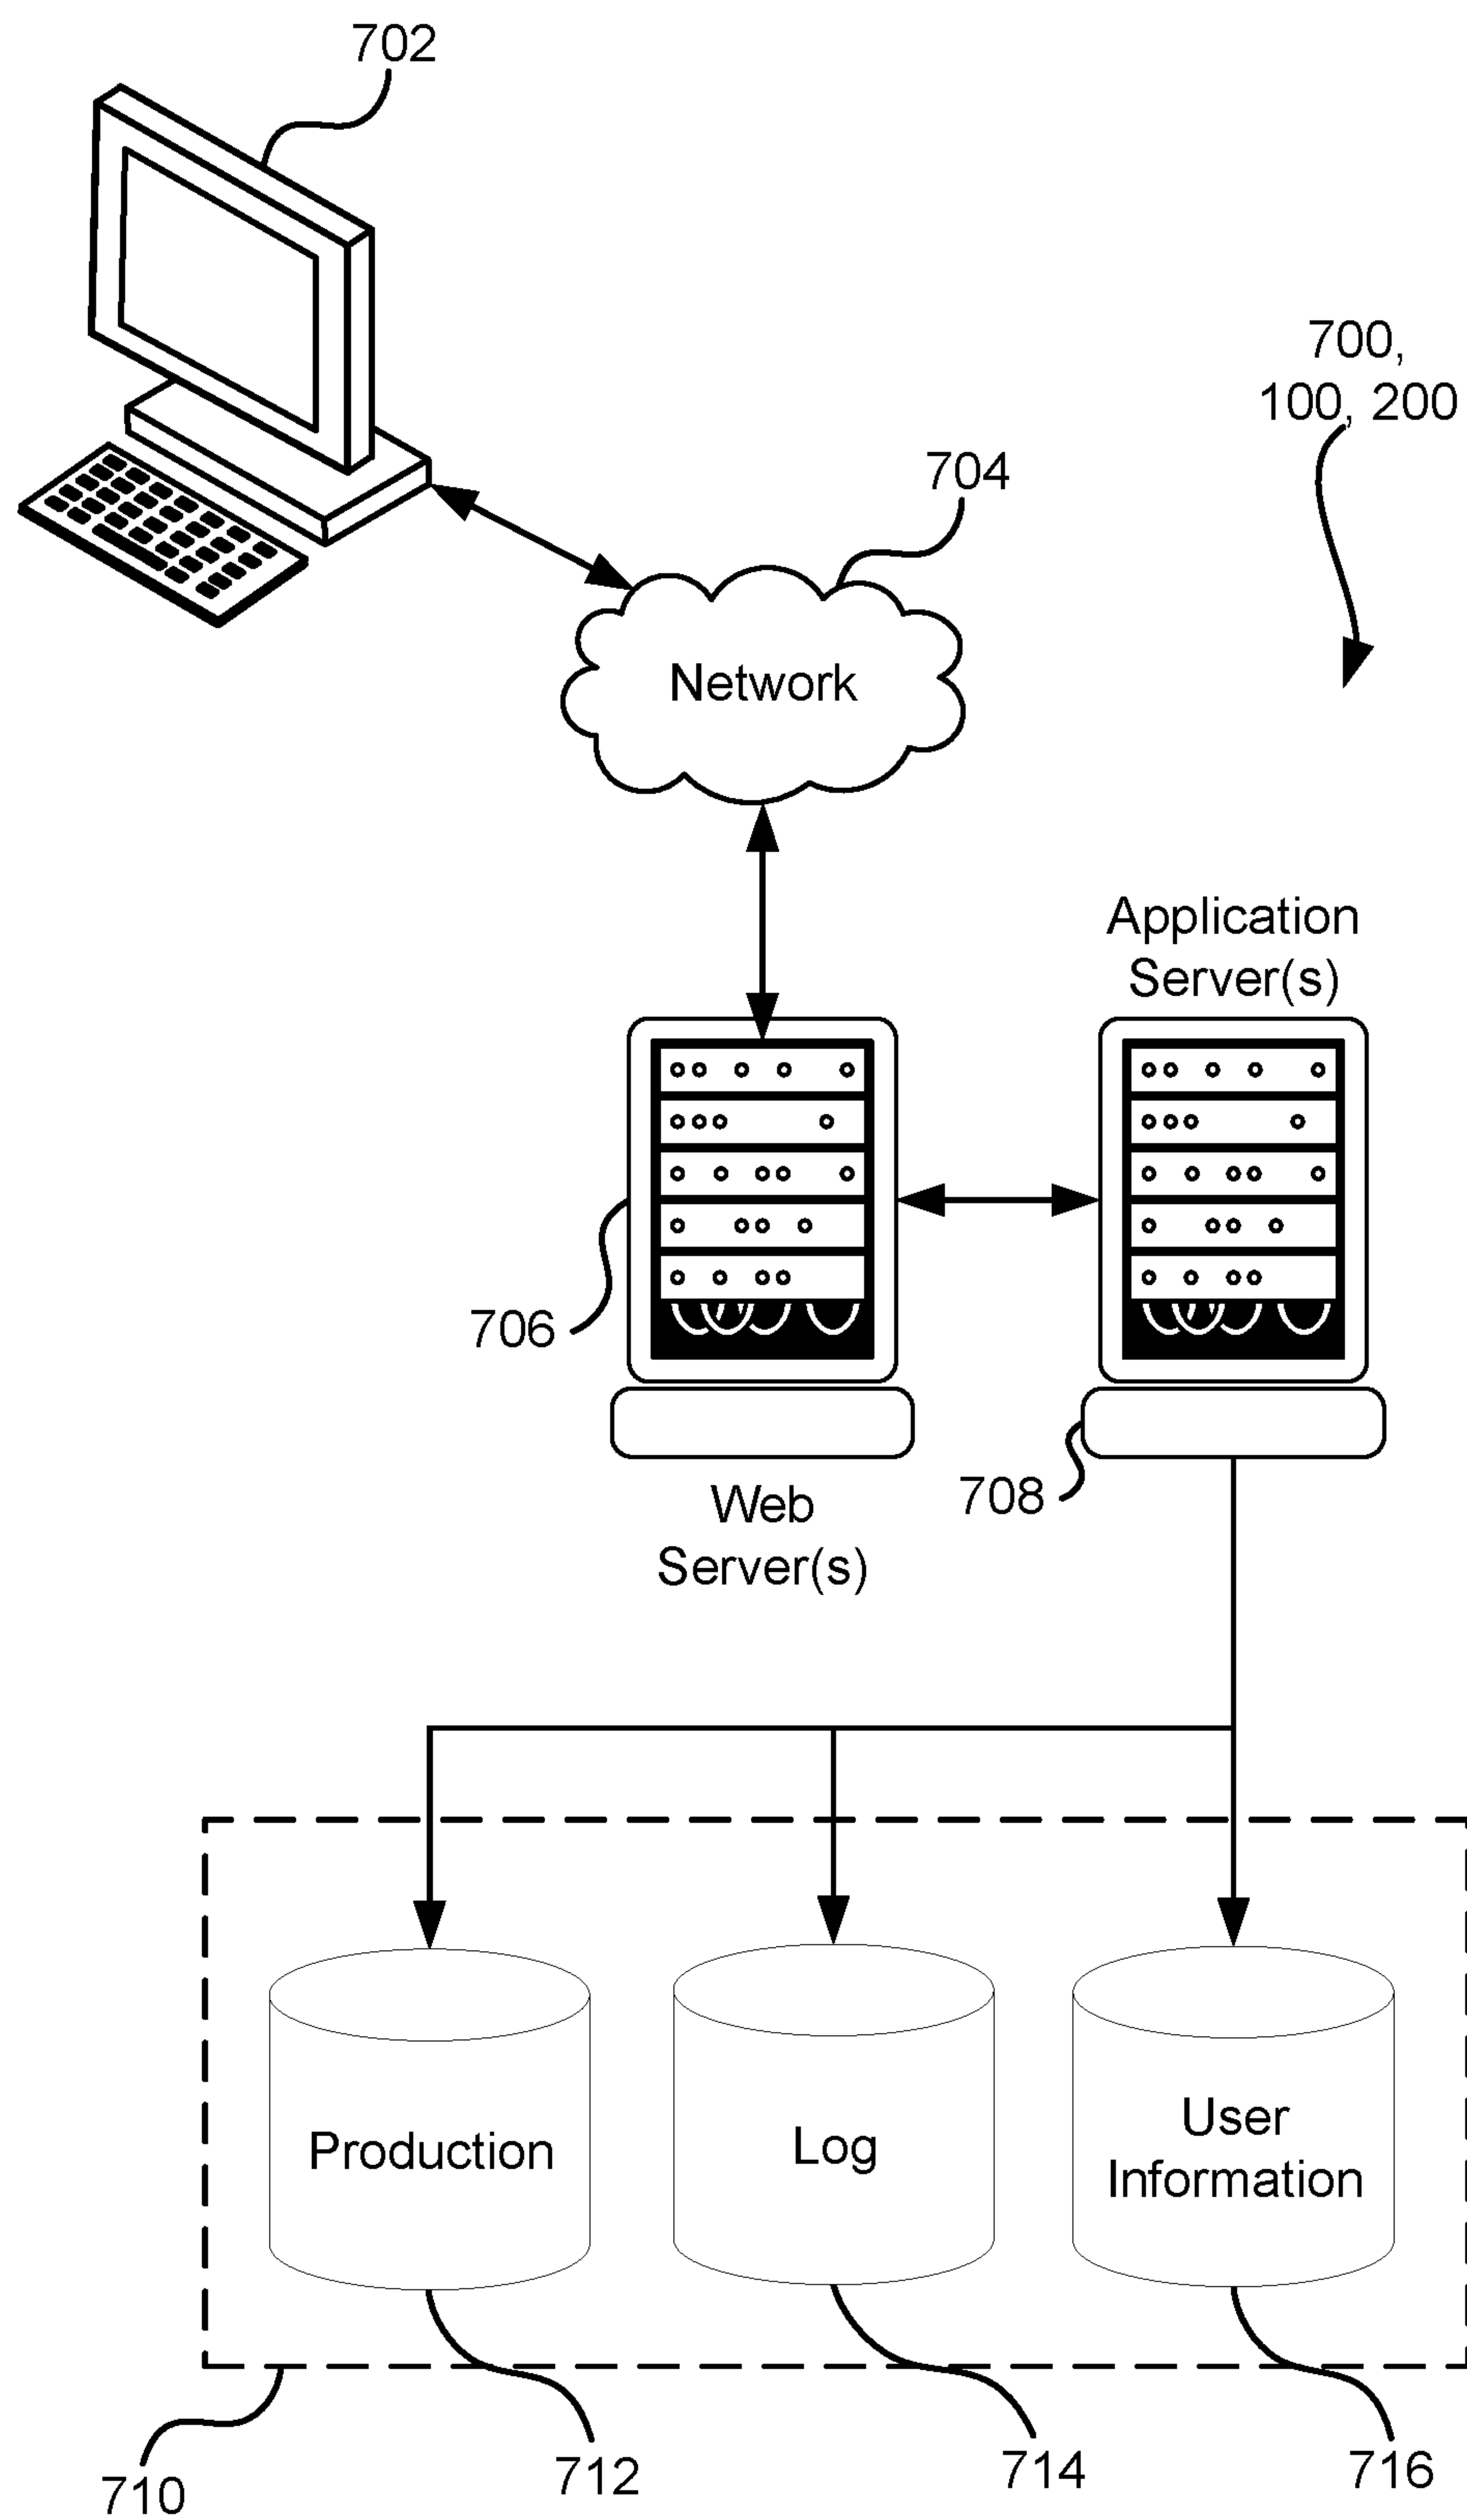 702
700,
100, 200
704
Network
Application
Server(s)
706
708
Web
Server(s)
Production
Log
User
Information
710
712
714
716